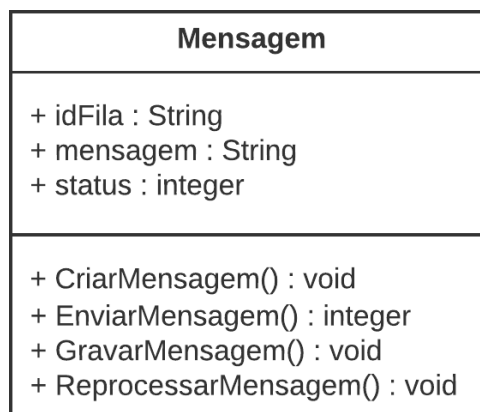 Mensagem
+ idFila : String
+ mensagem : String
+ status : integer
+ CriarMensagem() : void
+ EnviarMensagem() : integer
+ GravarMensagem() : void
+ ReprocessarMensagem() : void